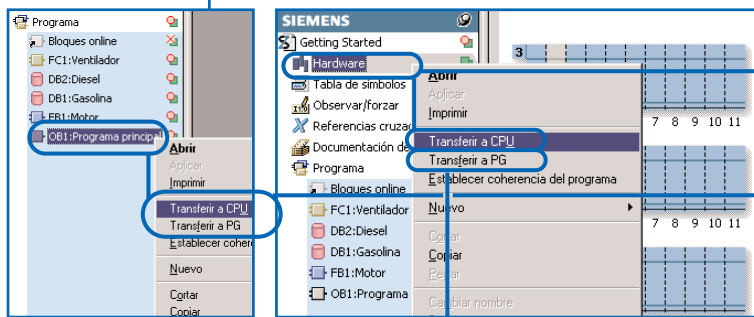 Programa
Bloques online
FC1:Ventilador
DB2:Diesel
DB1:Gasolina
FB1:Motor
OB1:Programa principal
Abrir
Aplicar
Imprimir
Transferir a CPU
Transferir a PG
Establecer coher
Nuevo
Cortar
Copiar
SIEMENS
Getting Started
Hardware
Tabla de símbolos
Observar/forzar
Referencias cruzad
Documentación de
Programa
Bloques online
FC1:Ventilador
DB2:Diesel
DB1:Gasolina
FB1:Motor
OB1:Programa
Abrir
Aplicar
Imprimir
Transferir a CPU
Transferir a PG
Establecer coherencia del programa
Nuevo
Cortar
Copiar
Pegar
Cambiar nombre
3
7 8 9 10 11
7 8 9 10 11